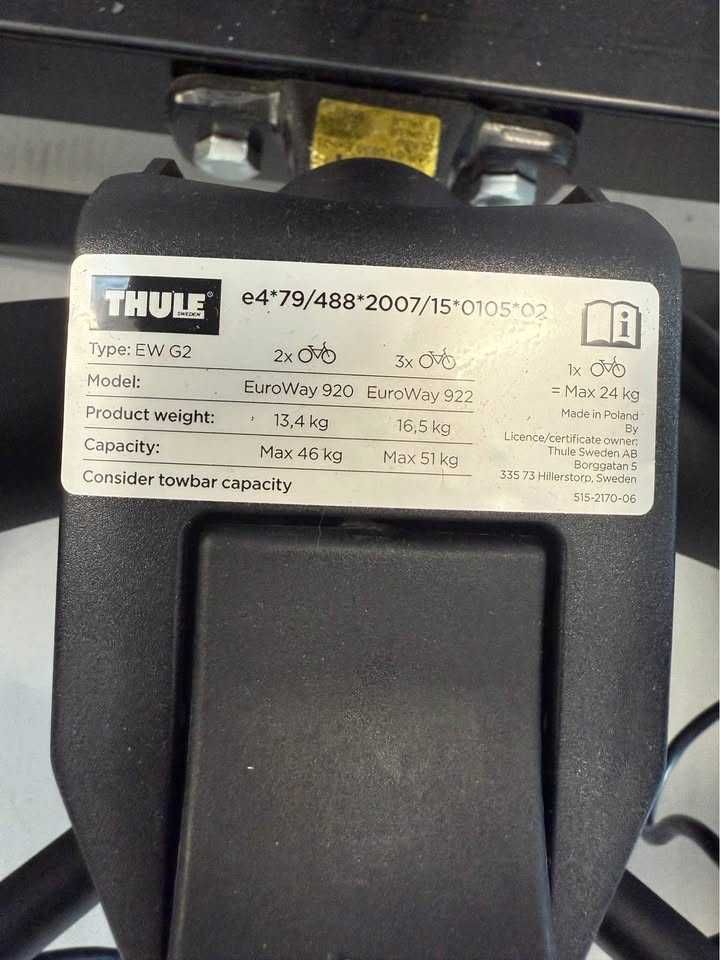 THULE
SWEDEN
e4*79/488*2007/15*0105*02
Type: EW G2 2x 3x 1x
Model: EuroWay 920 EuroWay 922 = Max 24 kg
Product weight: 13,4 kg 16,5 kg
Capacity: Max 46 kg Max 51 kg
Consider towbar capacity
Made in Poland
By
Licence/certificate owner:
Thule Sweden AB
Borggatan 5
335 73 Hillerstorp, Sweden
515-2170-06